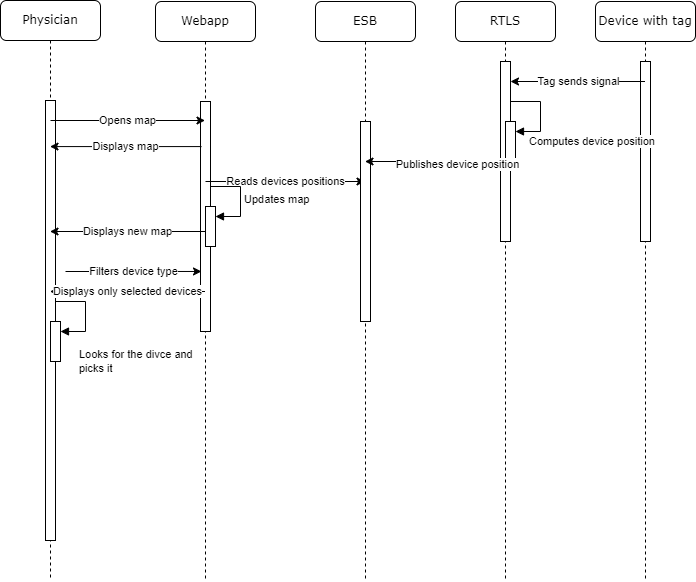 Physician
Webapp
ESB
RTLS
Device with tag
Tag sends signal
Opens map
Computes device position
Displays map
Publishes device position
Reads devices positions
Updates map
Displays new map
Filters device type
Displays only selected devices
Looks for the divce and
picks it